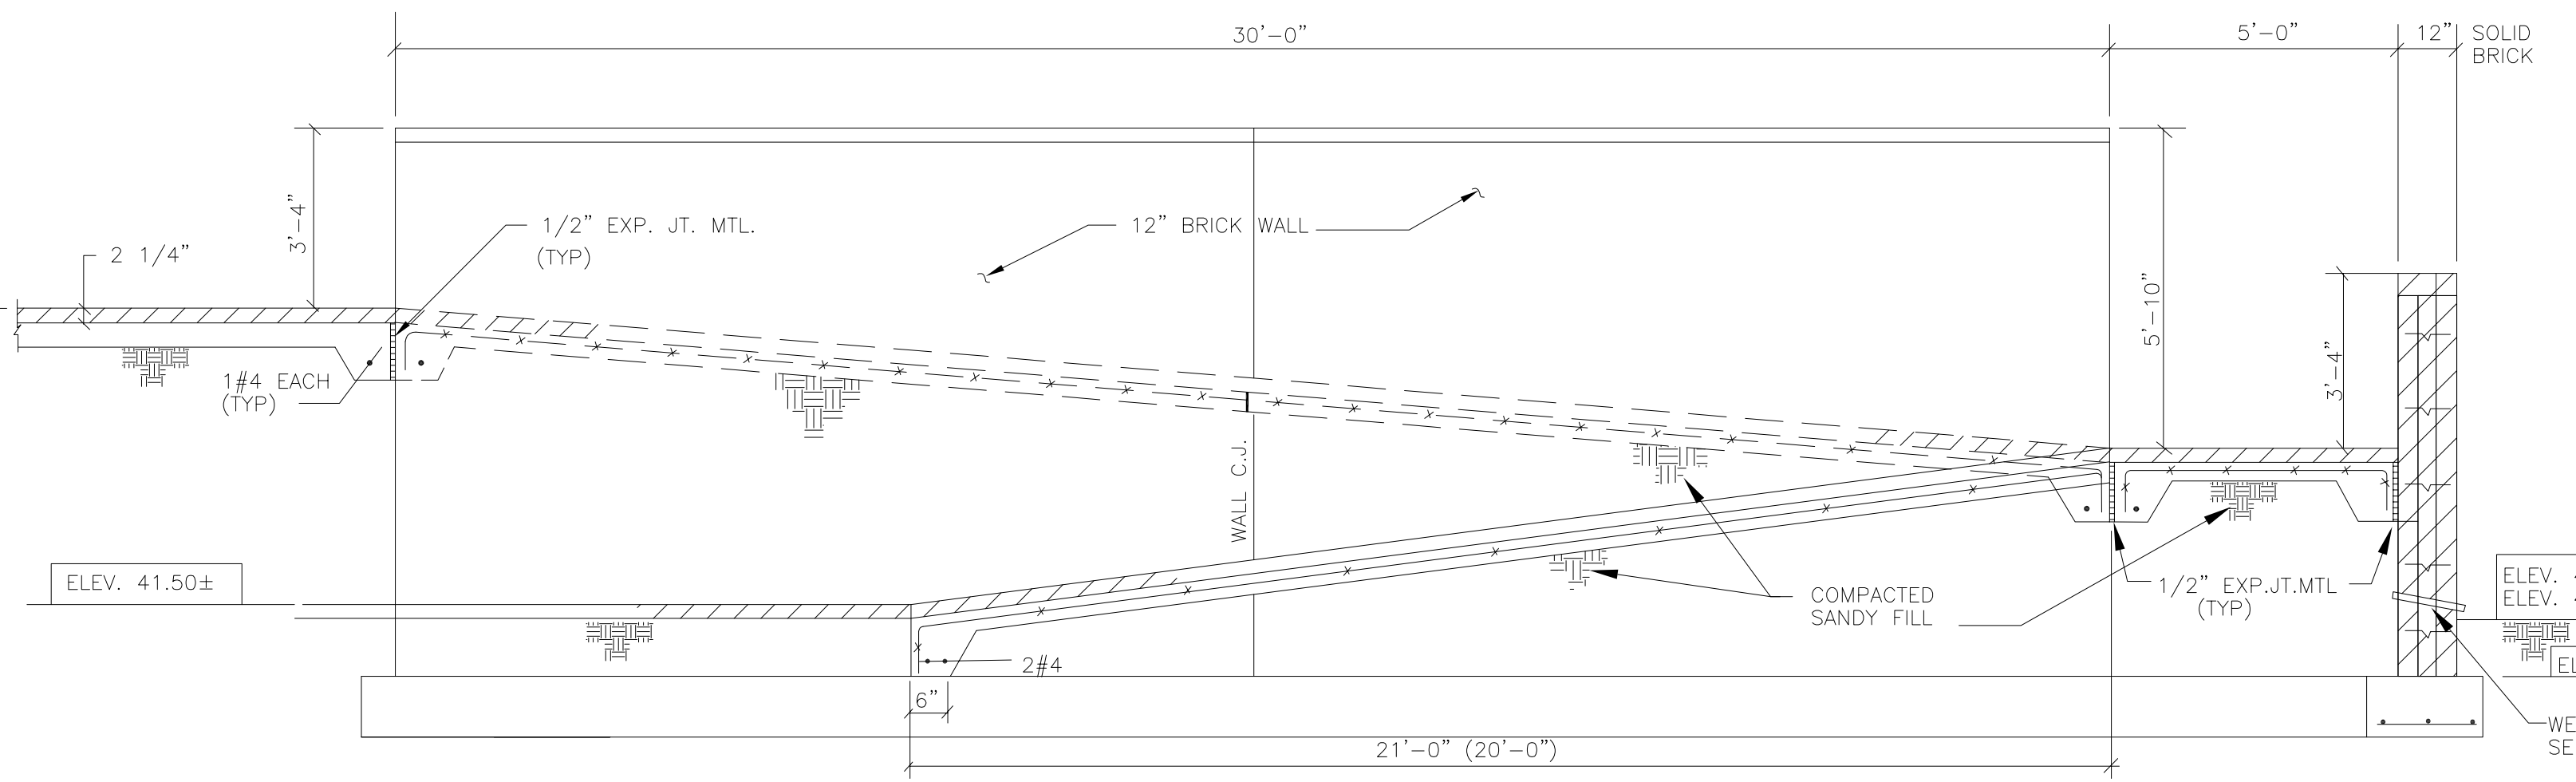 30'-0"
5'-0"
12"
SOLID
BRICK
3'-4"
1/2" EXP. JT. MTL.
(TYP)
12" BRICK WALL
2 1/4"
5'-10"
3'-4"
1#4 EACH
(TYP)
WALL C.J.
ELEV. 41.50±
COMPACTED
SANDY FILL
1/2" EXP.JT.MTL
(TYP)
ELEV.
ELEV.
2#4
6"
21'-0" (20'-0")